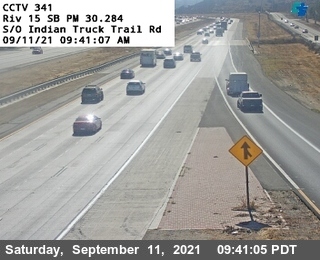 CCTV 341
Riv 15 SB PM 30.284
S/O Indian Truck Trail Rd
09/11/21 09:41:07 AM
Saturday, September 11, 2021 09:41:05 PDT